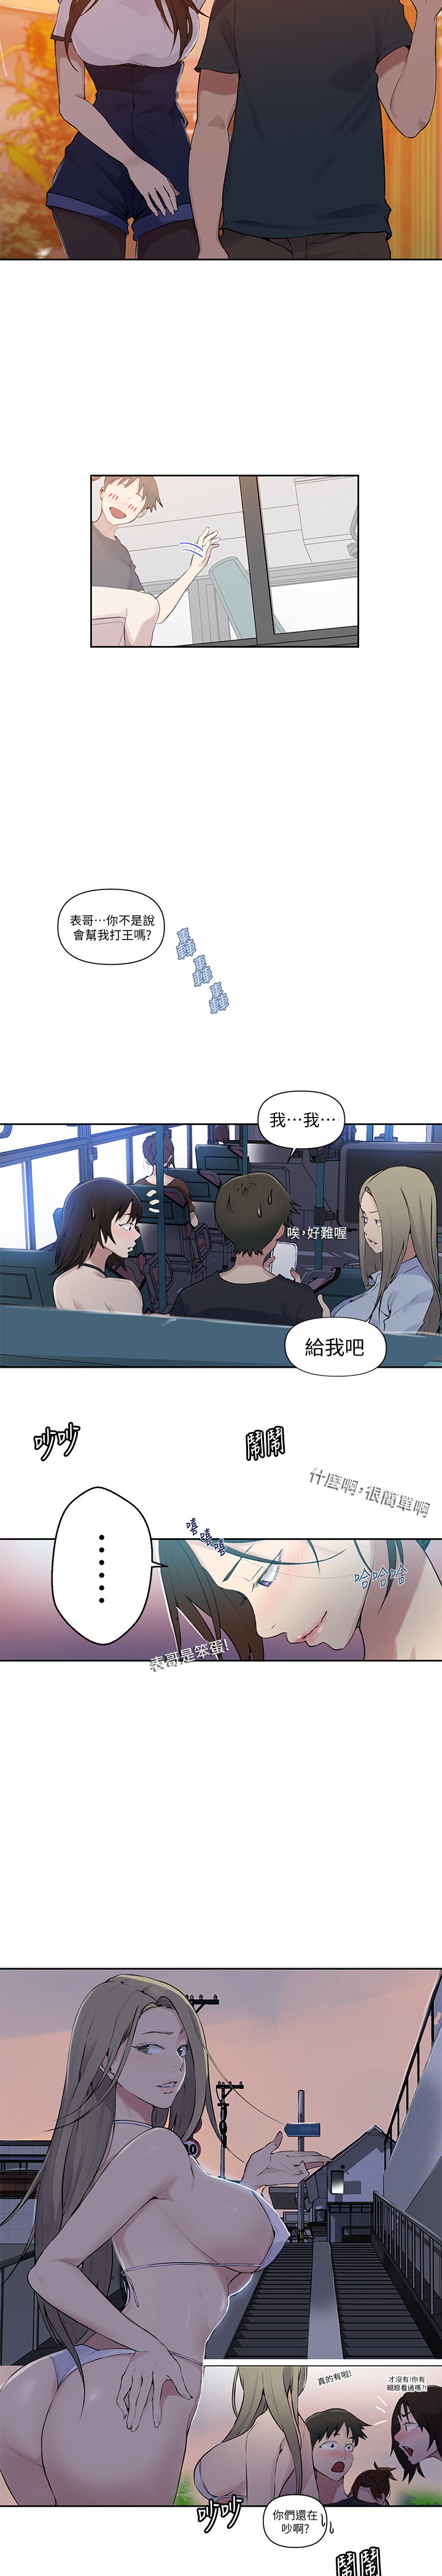 表哥⋯你不是說
會幫我打王嗎?
轟
轟
轟
我⋯我⋯
唉，好難喔
給我吧
吵吵
鬧鬧
什麼啊，很簡單啊
嘻嘻嘻
哈哈哈
⋯⋯
表哥是笨蛋!
30
真的有啦!
才沒有!你有
親眼看過嗎?!
吵吵
你們還在
吵啊?
鬧鬧